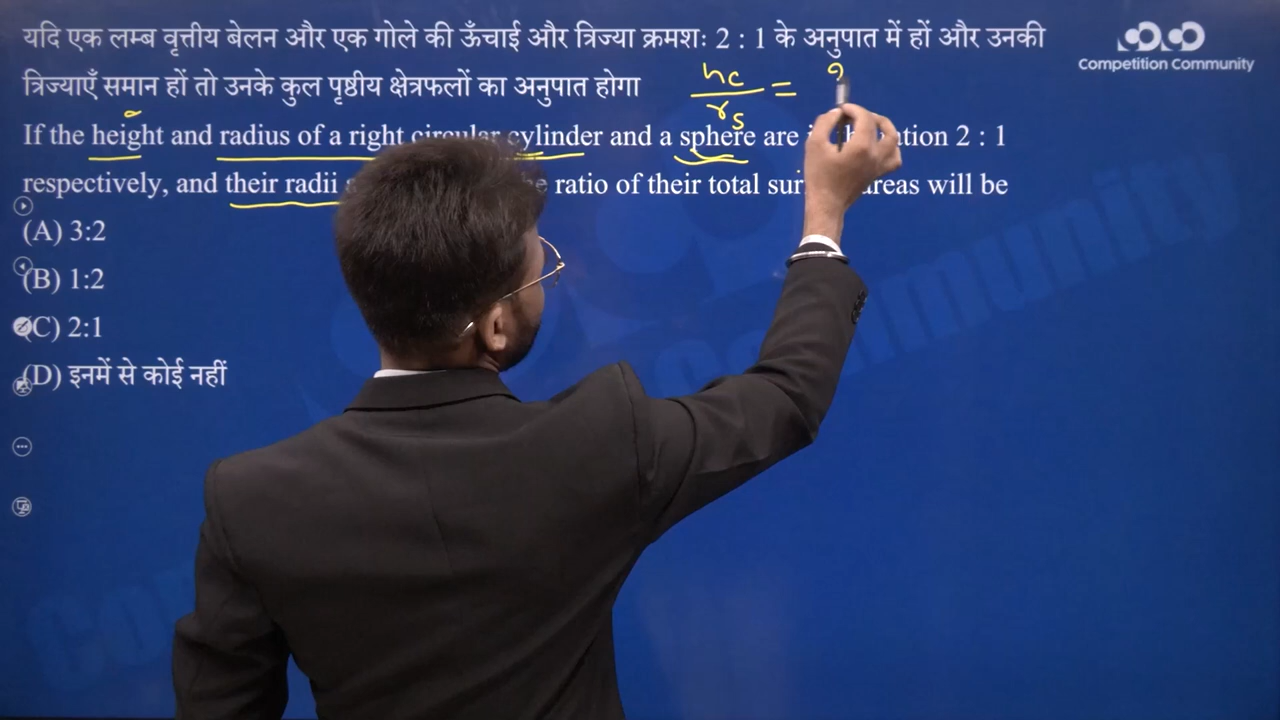 यदि एक लम्ब वृत्तीय बेलन और एक गोले की ऊँचाई और त्रिज्या क्रमशः 2 : 1 के अनुपात में हों और उनकी
Competition Community
त्रिज्याएँ समान हों तो उनके कुल पृष्ठीय क्षेत्रफलों का अनुपात होगा
hc
rs
=
If the height and radius of a right circular cylinder and a sphere are ation 2 : 1
respectively, and their radii ratio of their total areas will be
(A) 3:2
(B) 1:2
(C) 2:1
(D) इनमें से कोई नहीं